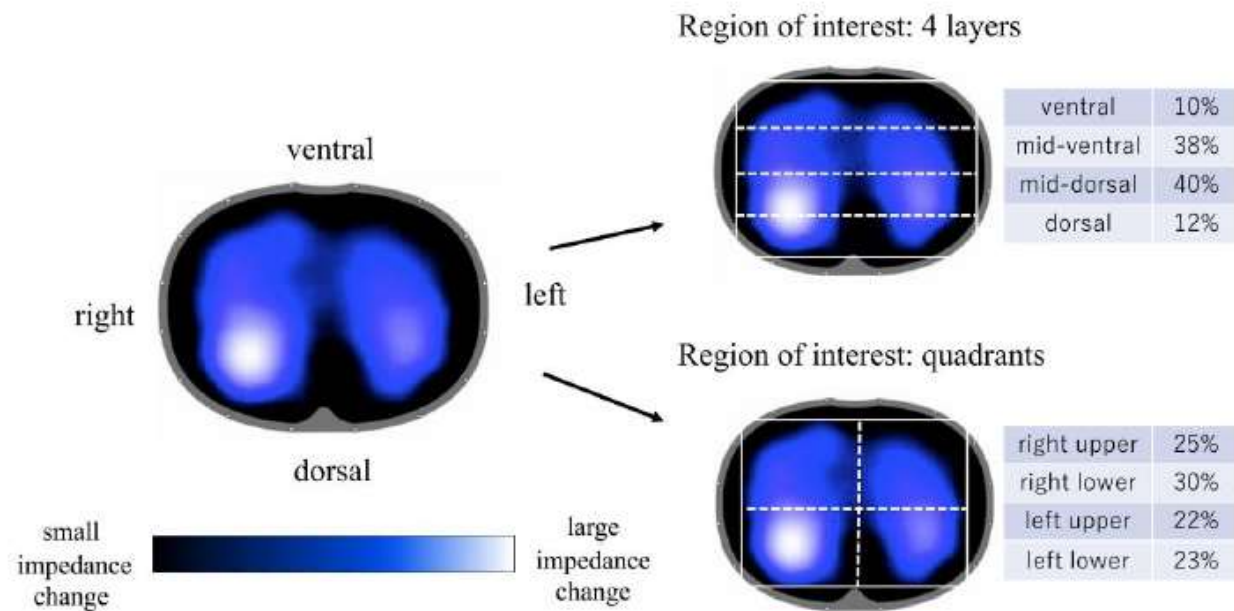 Region of interest: 4 layers
ventral 10%
mid-ventral 38%
mid-dorsal 40%
dorsal 12%
ventral
right
left
dorsal
small
impedance
change
large
impedance
change
Region of interest: quadrants
right upper 25%
right lower 30%
left upper 22%
left lower 23%